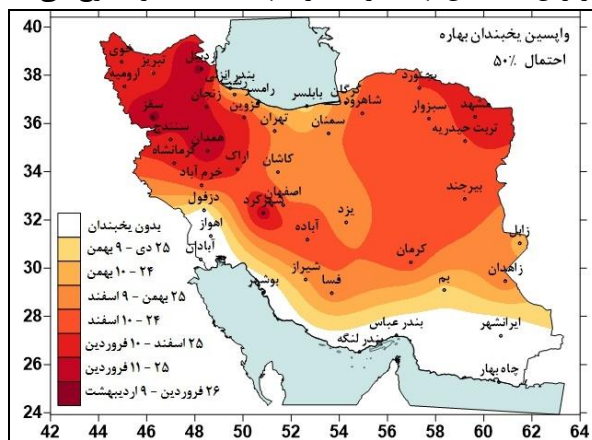 واپسین یخبندان بهاره
احتمال ۵۰٪
40
38
36
34
32
30
28
26
24
42 44 46 48 50 52 54 56 58 60 62 64
خوی
تبریز
اردبیل
ارومیه
بندر انزلی
رشت
رامسر
بابلسر
گرگان
بجنورد
مشهد
زنجان
قزوین
شاهرود
سبزوار
سقز
تهران
سمنان
تربت حیدریه
سنندج
همدان
کرمانشاه
اراک
کاشان
خرم آباد
اصفهان
بیرجند
دزفول
شهرکرد
یزد
اهواز
آباده
زابل
آبادان
کرمان
شیراز
فسا
زاهدان
بوشهر
بم
بندر عباس
ایرانشهر
بندر لنگه
چاه بهار
بدون یخبندان
۲۵ دی - ۹ بهمن
۲۴ - ۱۰ بهمن
۲۵ بهمن - ۹ اسفند
۲۴ - ۱۰ اسفند
۲۵ اسفند - ۱۰ فروردین
۲۵ - ۱۱ فروردین
۲۶ فروردین - ۹ اردیبهشت